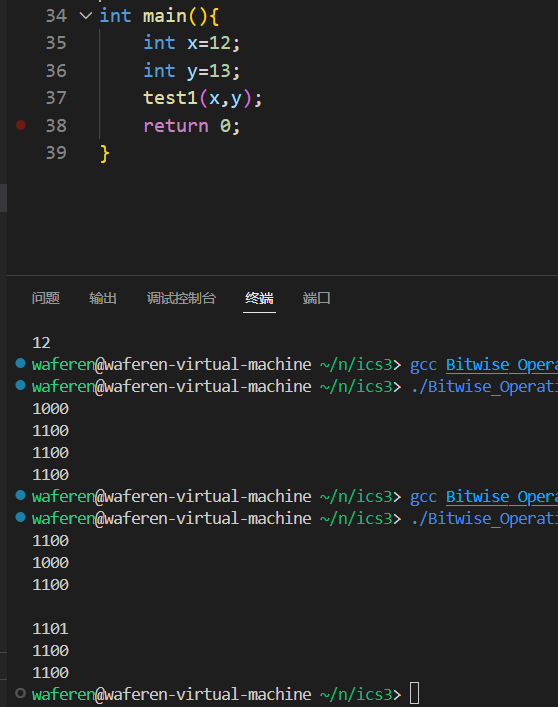 34 int main(){
35 int x=12;
36 int y=13;
37 test1(x,y);
38 return 0;
39 }
问题 输出 调试控制台 终端 端口
12
waferen@waferen-virtual-machine ~/n/ics3> gcc Bitwise_Opera
waferen@waferen-virtual-machine ~/n/ics3> ./Bitwise_Operati
1000
1100
1100
1100
waferen@waferen-virtual-machine ~/n/ics3> gcc Bitwise_Opera
waferen@waferen-virtual-machine ~/n/ics3> ./Bitwise_Operati
1100
1000
1100
1101
1100
1100
waferen@waferen-virtual-machine ~/n/ics3>